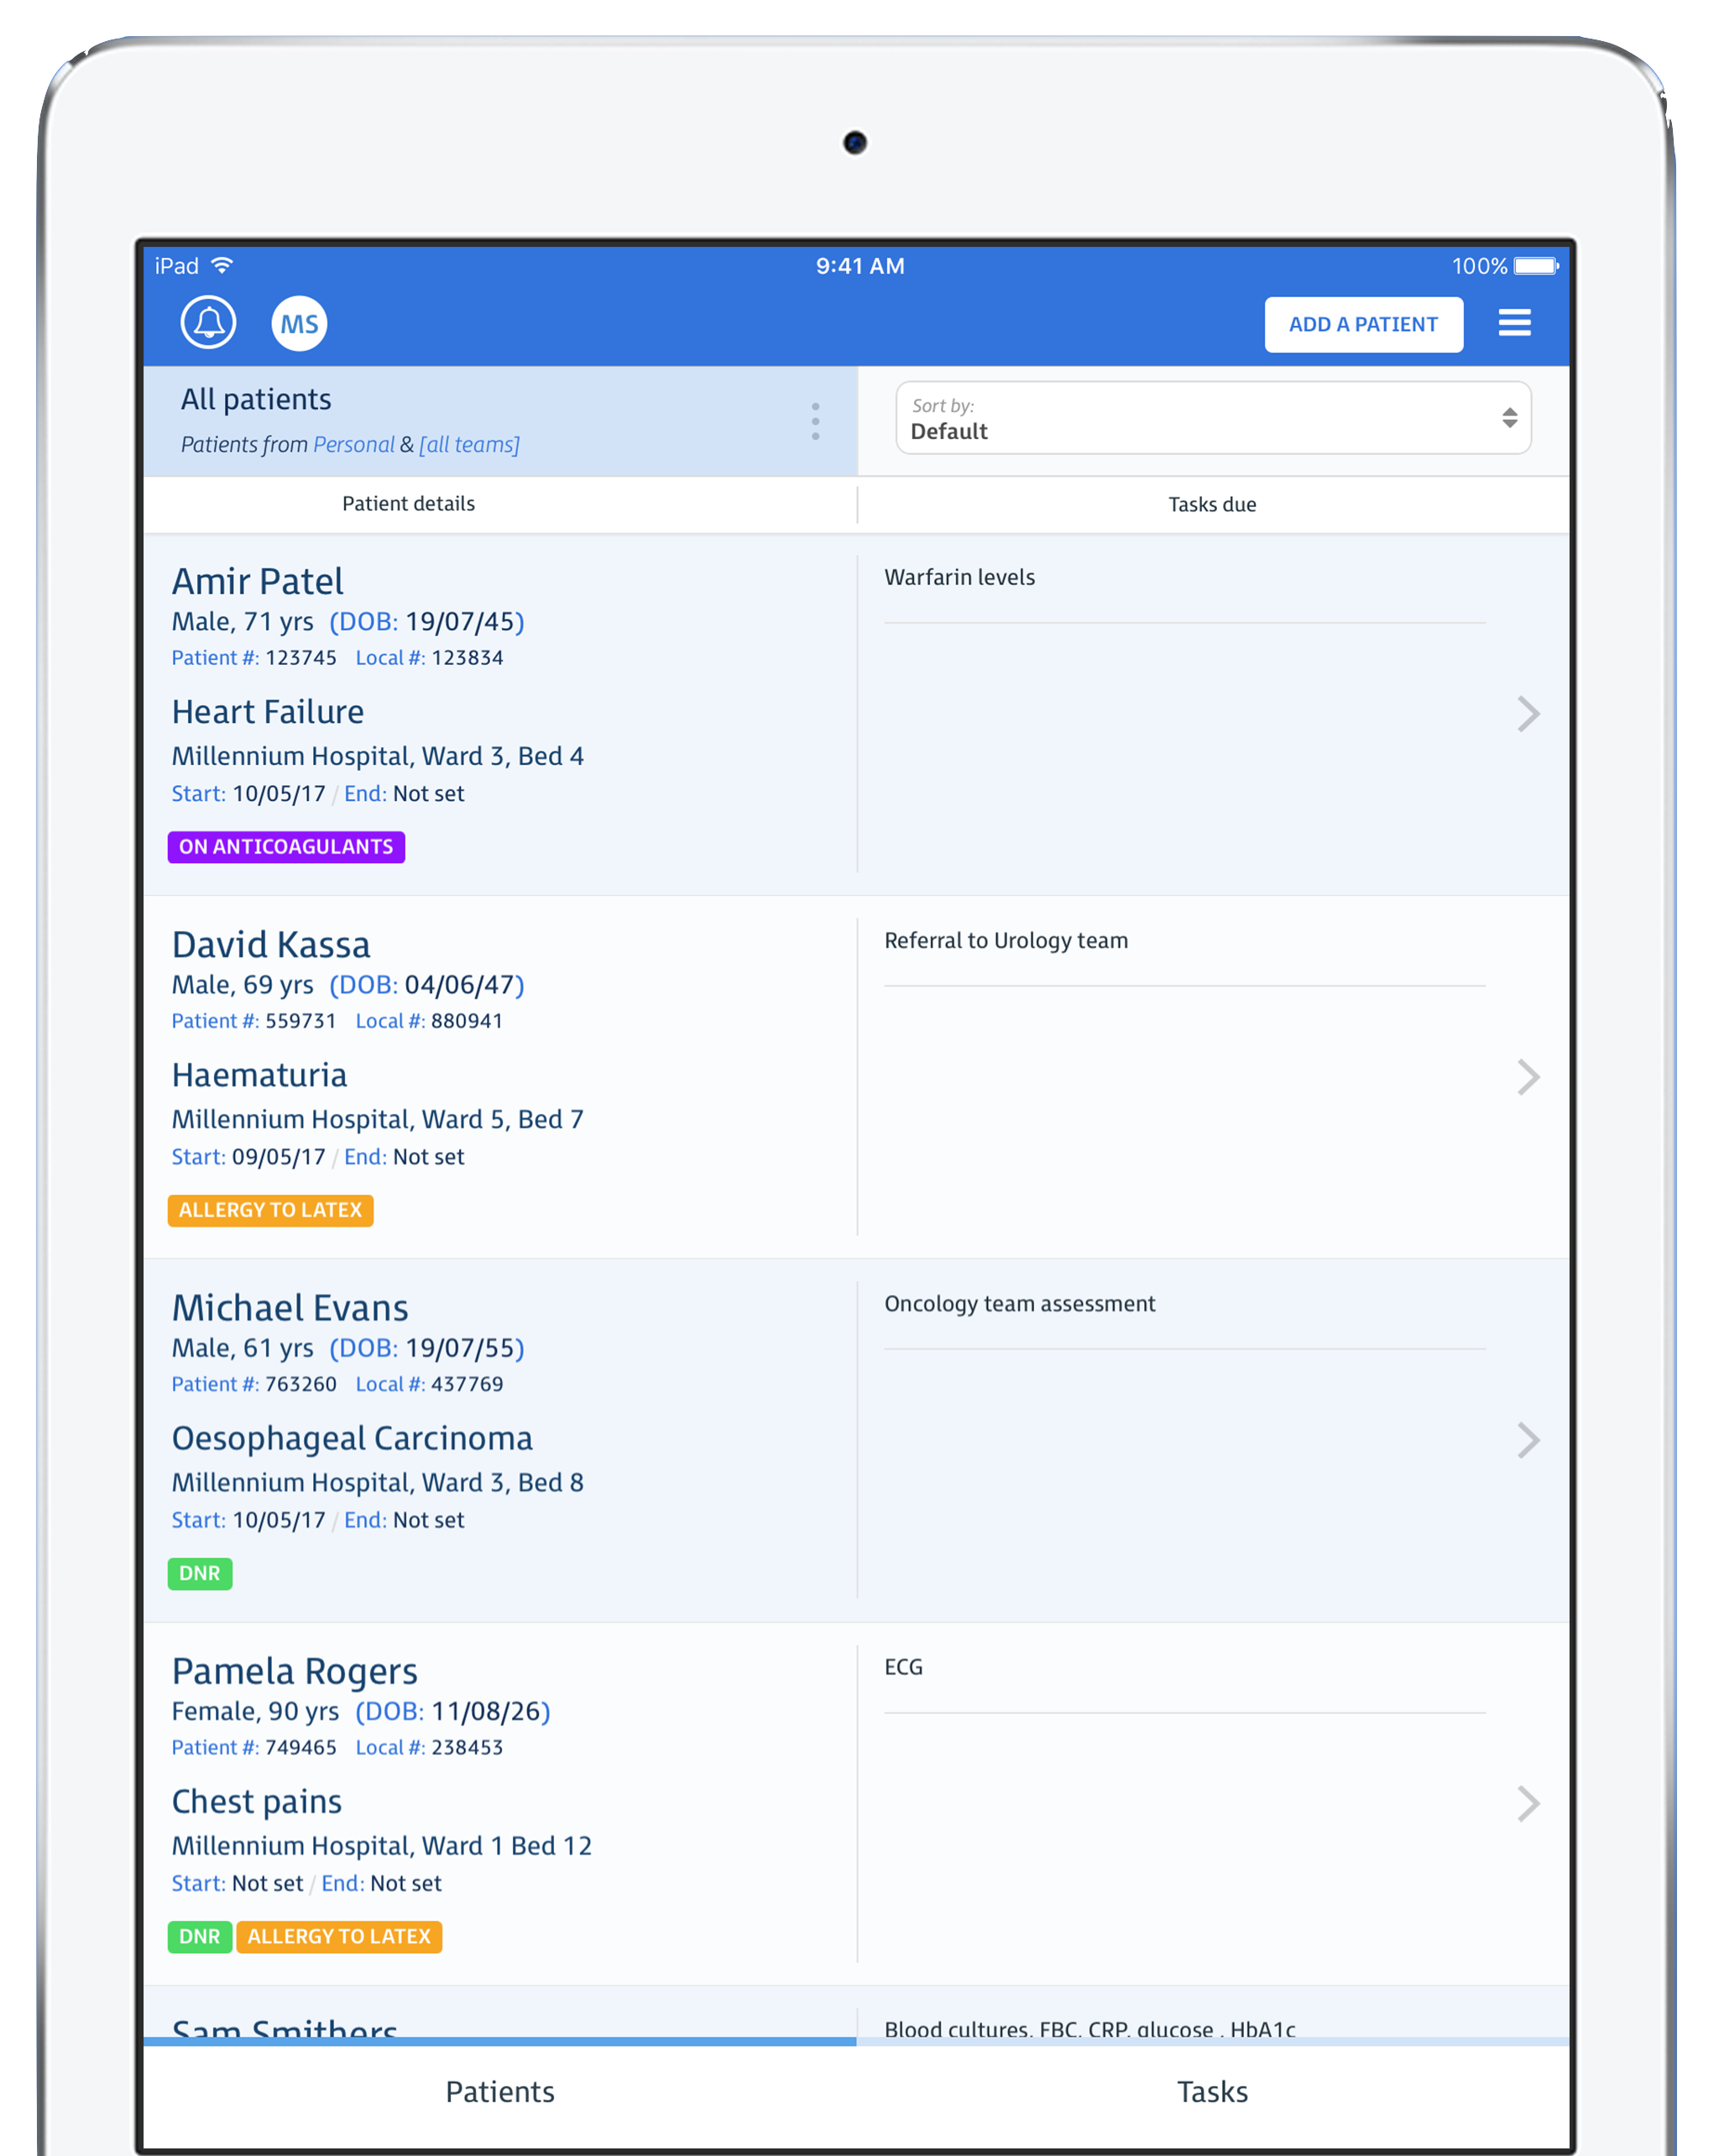 iPad 9:41 AM 100%
MS ADD A PATIENT
All patients
Patients from Personal & [all teams]
Sort by:
Default
Patient details Tasks due
Amir Patel
Male, 71 yrs (DOB: 19/07/45)
Patient #: 123745 Local #: 123834
Heart Failure
Millennium Hospital, Ward 3, Bed 4
Start: 10/05/17 / End: Not set
ON ANTICOAGULANTS
Warfarin levels
David Kassa
Male, 69 yrs (DOB: 04/06/47)
Patient #: 559731 Local #: 880941
Haematuria
Millennium Hospital, Ward 5, Bed 7
Start: 09/05/17 / End: Not set
ALLERGY TO LATEX
Referral to Urology team
Michael Evans
Male, 61 yrs (DOB: 19/07/55)
Patient #: 763260 Local #: 437769
Oesophageal Carcinoma
Millennium Hospital, Ward 3, Bed 8
Start: 10/05/17 / End: Not set
DNR
Oncology team assessment
Pamela Rogers
Female, 90 yrs (DOB: 11/08/26)
Patient #: 749465 Local #: 238453
Chest pains
Millennium Hospital, Ward 1 Bed 12
Start: Not set / End: Not set
DNR ALLERGY TO LATEX
ECG
Sam Smithers
Blood cultures, FBC, CRP, glucose , HbA1c
Patients Tasks